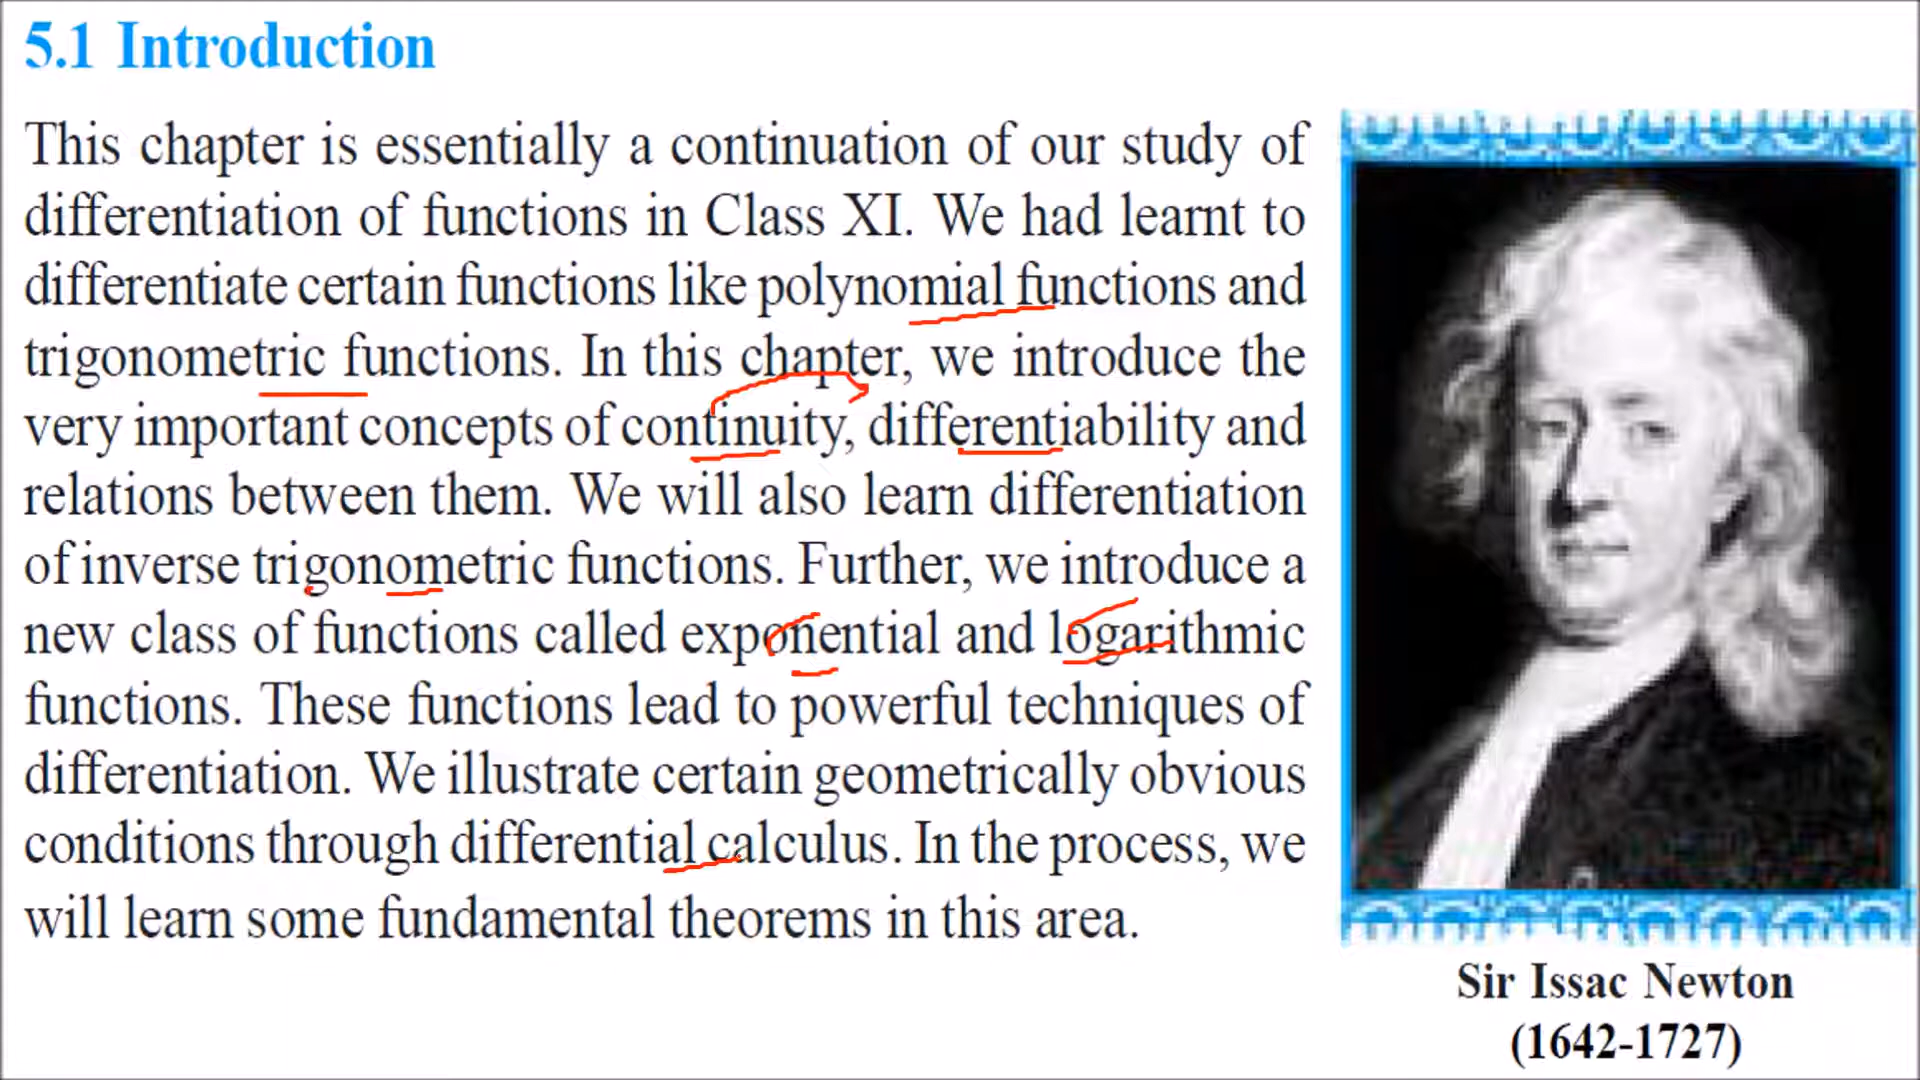 5.1 Introduction
This chapter is essentially a continuation of our study of
differentiation of functions in Class XI. We had learnt to
differentiate certain functions like polynomial functions and
trigonometric functions. In this chapter, we introduce the
very important concepts of continuity, differentiability and
relations between them. We will also learn differentiation
of inverse trigonometric functions. Further, we introduce a
new class of functions called exponential and logarithmic
functions. These functions lead to powerful techniques of
differentiation. We illustrate certain geometrically obvious
conditions through differential calculus. In the process, we
will learn some fundamental theorems in this area.
Sir Issac Newton
(1642-1727)